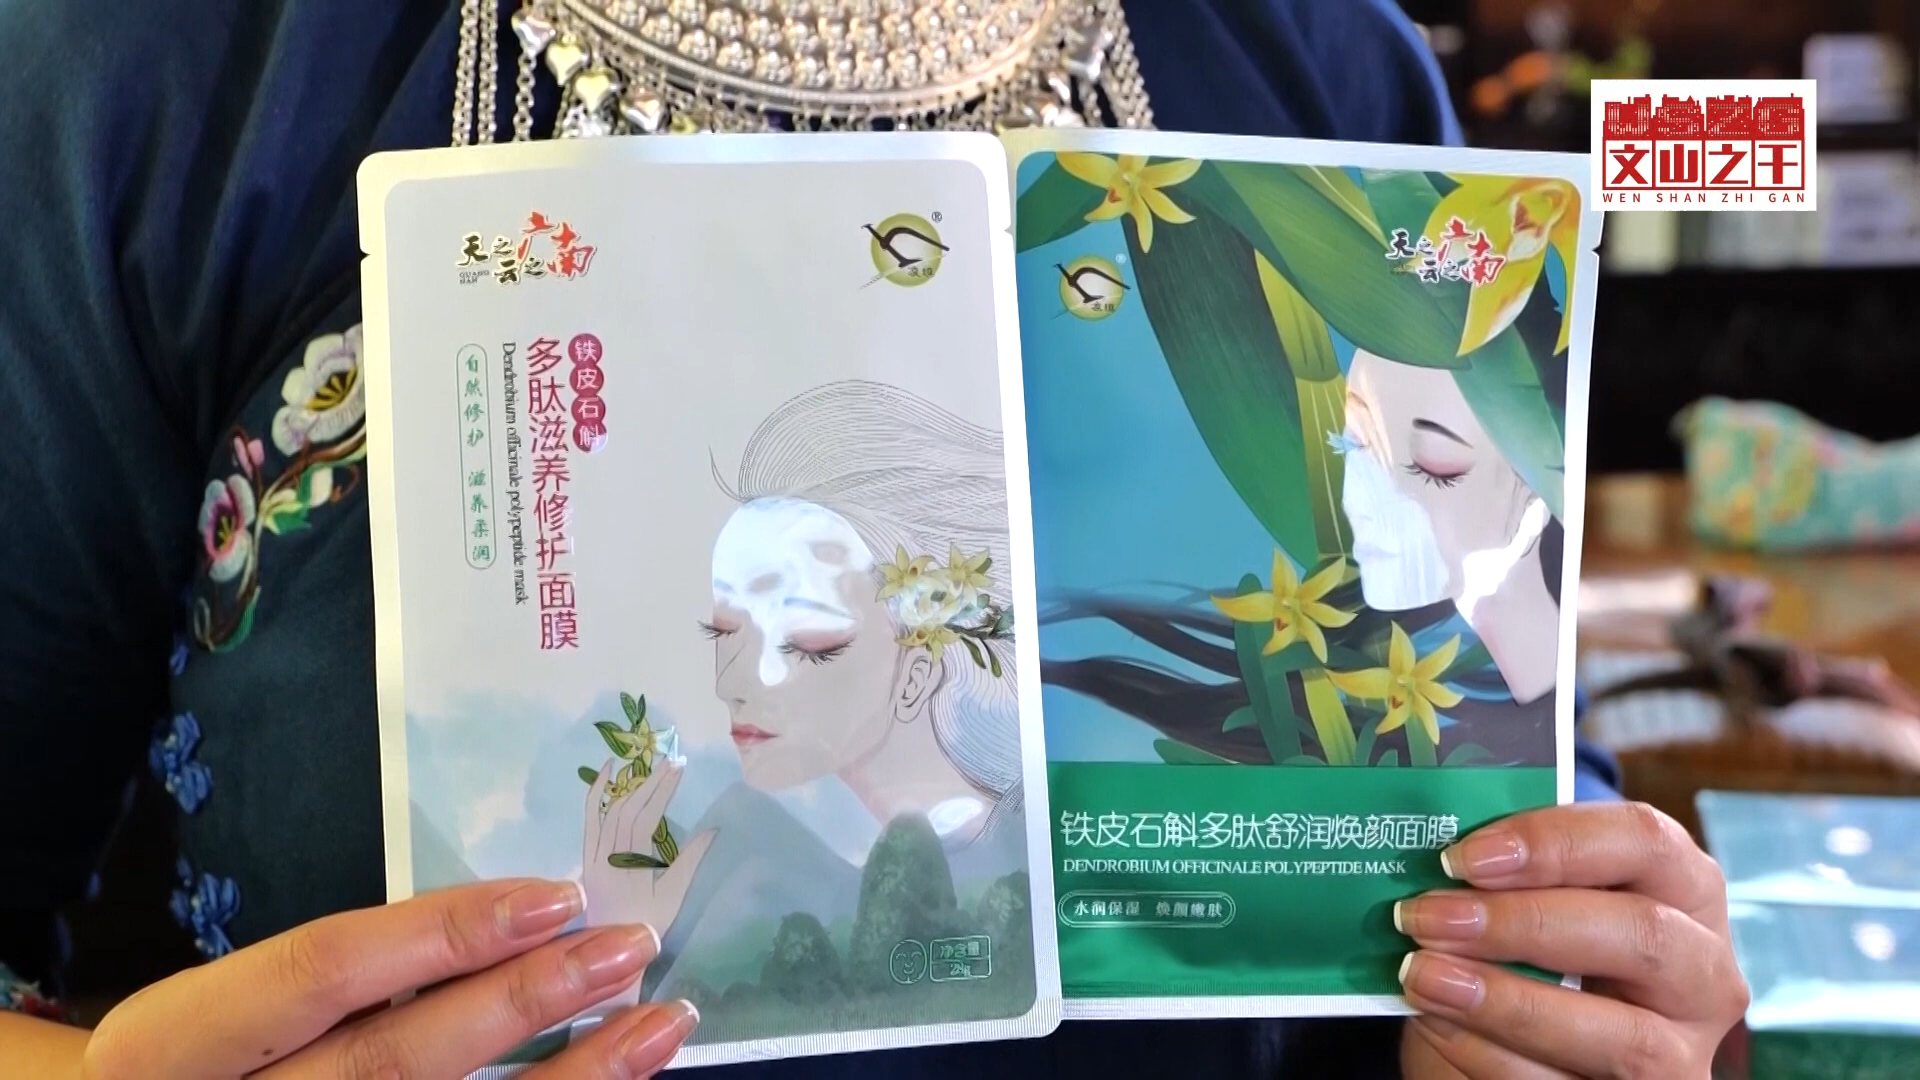 文山之干
WEN SHAN ZHI GAN
天之广南
云之
GUANG
NAN
®
铁皮石斛
多肽滋养修护面膜
Dendrobium officinale polypeptide mask
自然修护 滋养柔润
净含量
28g
®
天之广南
云之
铁皮石斛多肽舒润焕颜面膜
DENDROBIUM OFFICINALE POLYPEPTIDE MASK
水润保湿 焕颜嫩肤